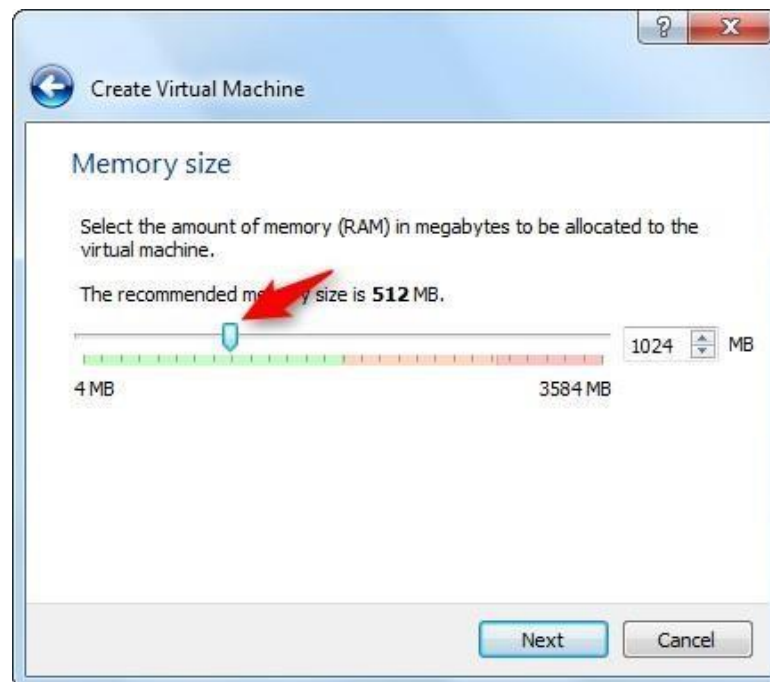 Create Virtual Machine
Memory size
Select the amount of memory (RAM) in megabytes to be allocated to the
virtual machine.
The recommended size is 512 MB.
1024 MB
4 MB 3584 MB
Next Cancel